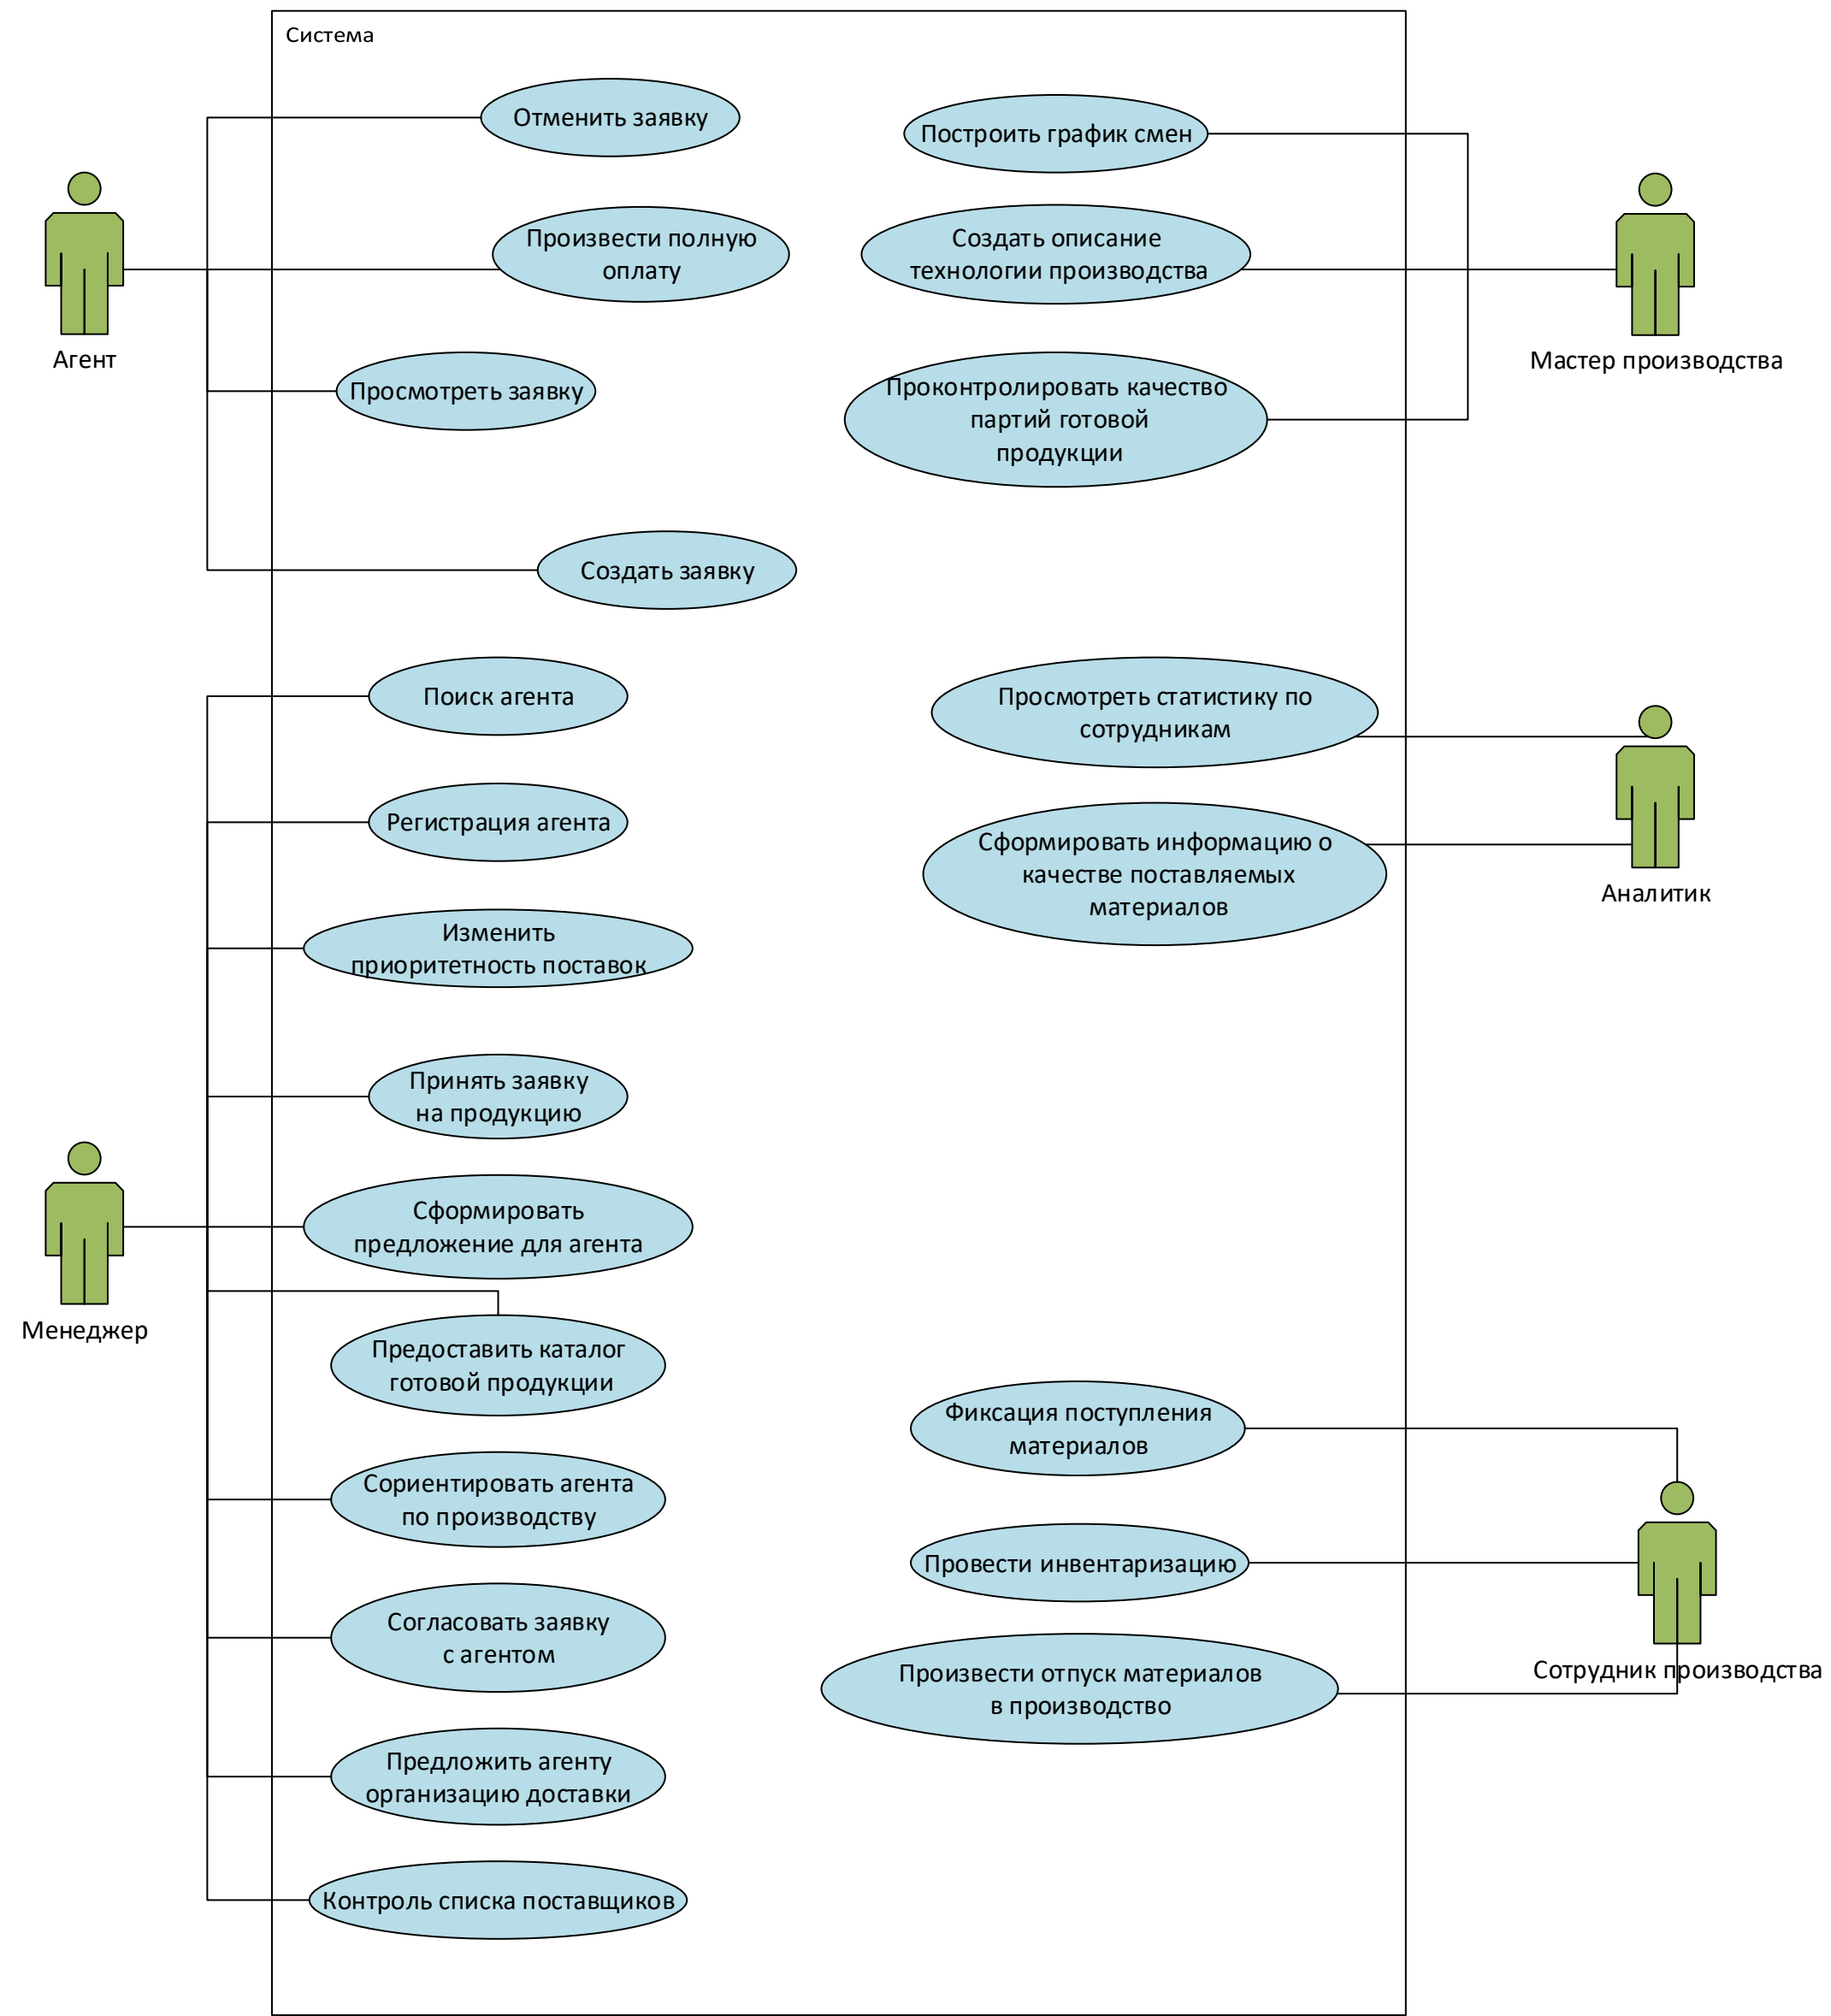 Система
Отменить заявку
Построить график смен
Произвести полную
оплату
Создать описание
технологии производства
Агент
Мастер производства
Просмотреть заявку
Проконтролировать качество
партий готовой
продукции
Создать заявку
Поиск агента
Просмотреть статистику по
сотрудникам
Регистрация агента
Сформировать информацию о
качестве поставляемых
материалов
Аналитик
Изменить
приоритетность поставок
Принять заявку
на продукцию
Сформировать
предложение для агента
Менеджер
Предоставить каталог
готовой продукции
Фиксация поступления
материалов
Сориентировать агента
по производству
Провести инвентаризацию
Согласовать заявку
с агентом
Произвести отпуск материалов
в производство
Сотрудник производства
Предложить агенту
организацию доставки
Контроль списка поставщиков